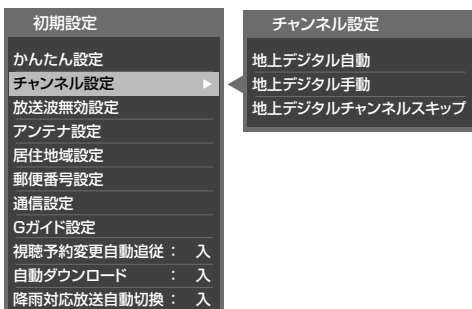 初期設定
かんたん設定
チャンネル設定
放送波無効設定
アンテナ設定
居住地域設定
郵便番号設定
通信設定
Gガイド設定
視聴予約変更自動追従： 入
自動ダウンロード ： 入
降雨対応放送自動切換： 入
チャンネル設定
地上デジタル自動
地上デジタル手動
地上デジタルチャンネルスキップ